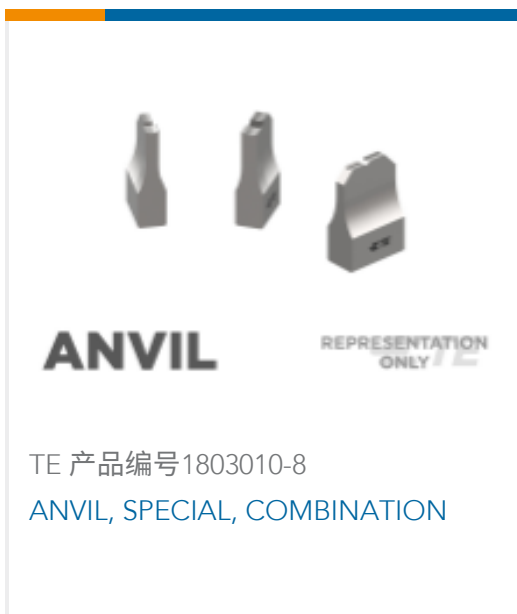 ANVIL
REPRESENTATION
ONLY
TE
TE 产品编号1803010-8
ANVIL, SPECIAL, COMBINATION